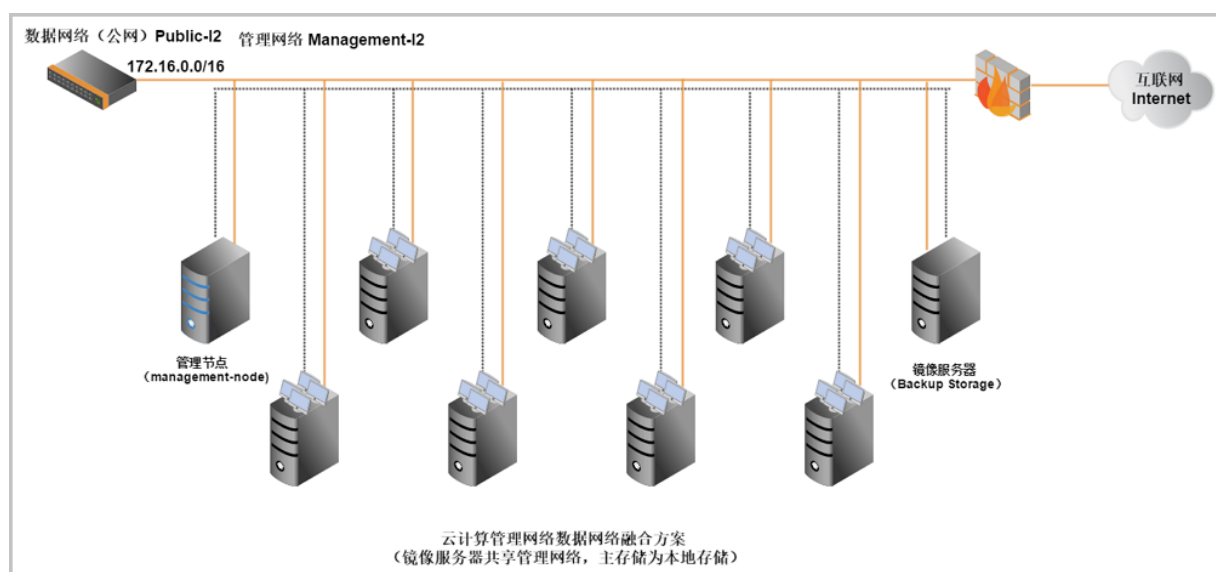 数据网络（公网）Public-l2 管理网络 Management-l2
172.16.0.0/16
互联网
Internet
管理节点
（management-node)
镜像服务器
（Backup Storage）
云计算管理网络数据网络融合方案
（镜像服务器共享管理网络，主存储为本地存储）